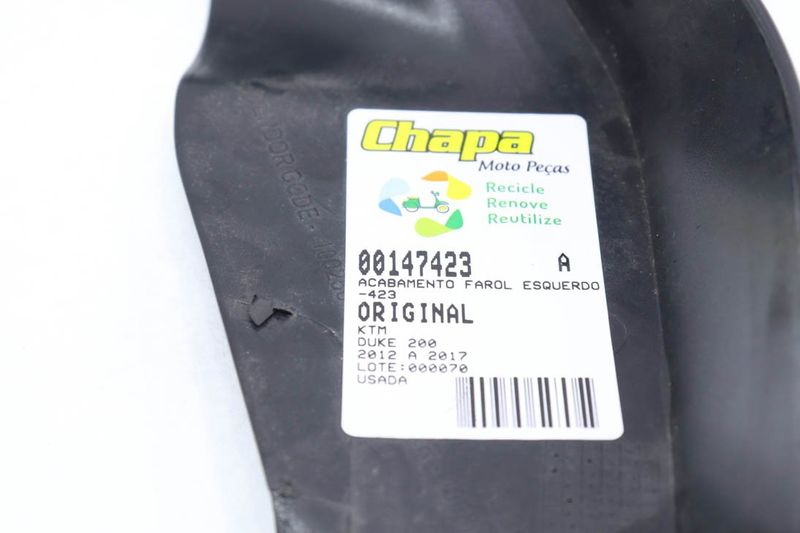 Chapa
Moto Peças
Recicle
Renove
Reutilize
00147423 A
ACABAMENTO FAROL ESQUERDO
-423
ORIGINAL
KTM
DUKE 200
2012 A 2017
LOTE:000070
USADA